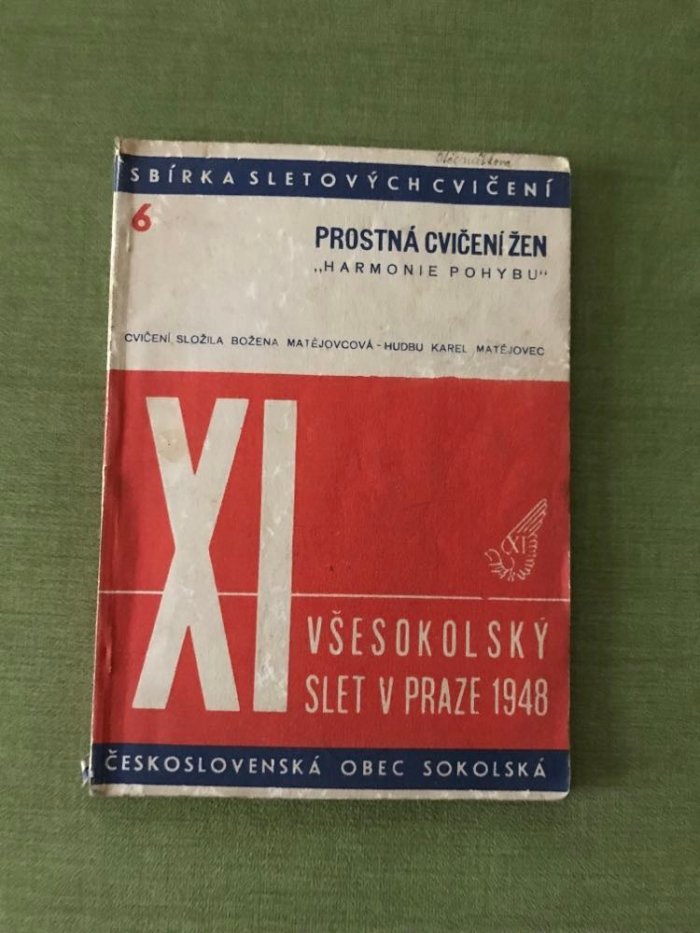 SBÍRKA SLETOVÝCH CVIČENÍ
6
PROSTNÁ CVIČENÍ ŽEN
„HARMONIE POHYBU"
CVIČENÍ SLOŽILA BOŽENA MATĚJOVCOVÁ - HUDBU KAREL MATĚJOVEC
XI
XI
VŠESOKOLSKÝ
SLET V PRAZE 1948
ČESKOSLOVENSKÁ OBEC SOKOLSKÁ